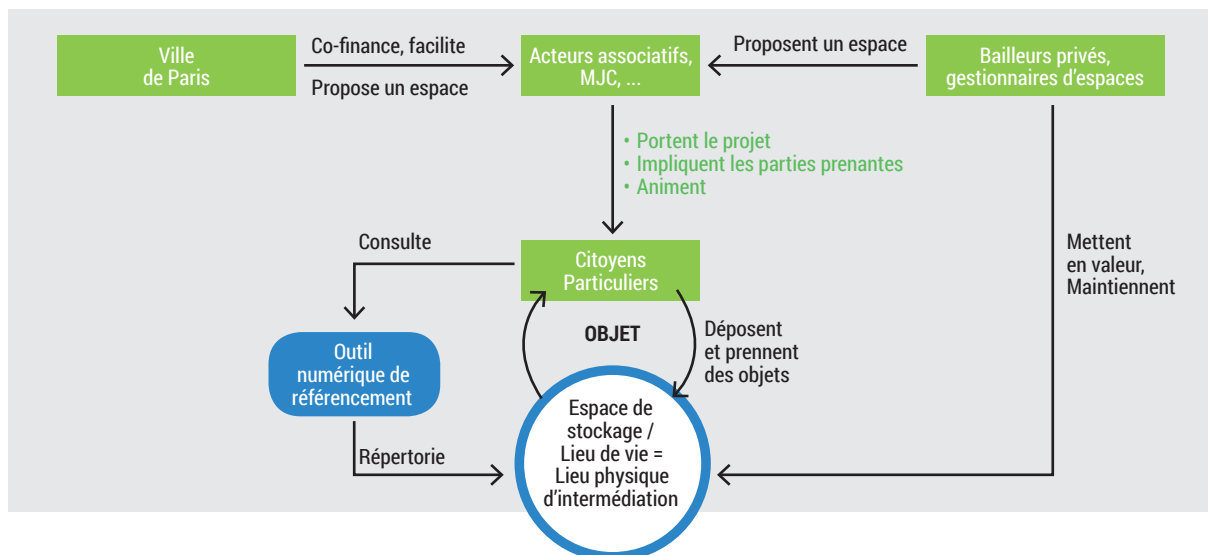 Ville
de Paris
Co-finance, facilite
Propose un espace
Acteurs associatifs,
MJC, ...
Proposent un espace
Bailleurs privés,
gestionnaires d'espaces
• Portent le projet
• Impliquent les parties prenantes
• Animent
Consulte
Citoyens
Particuliers
Mettent
en valeur,
Maintiennent
OBJET
Déposent
et prennent
des objets
Outil
numérique de
référencement
Répertorie
Espace de
stockage /
Lieu de vie =
Lieu physique
d'intermédiation